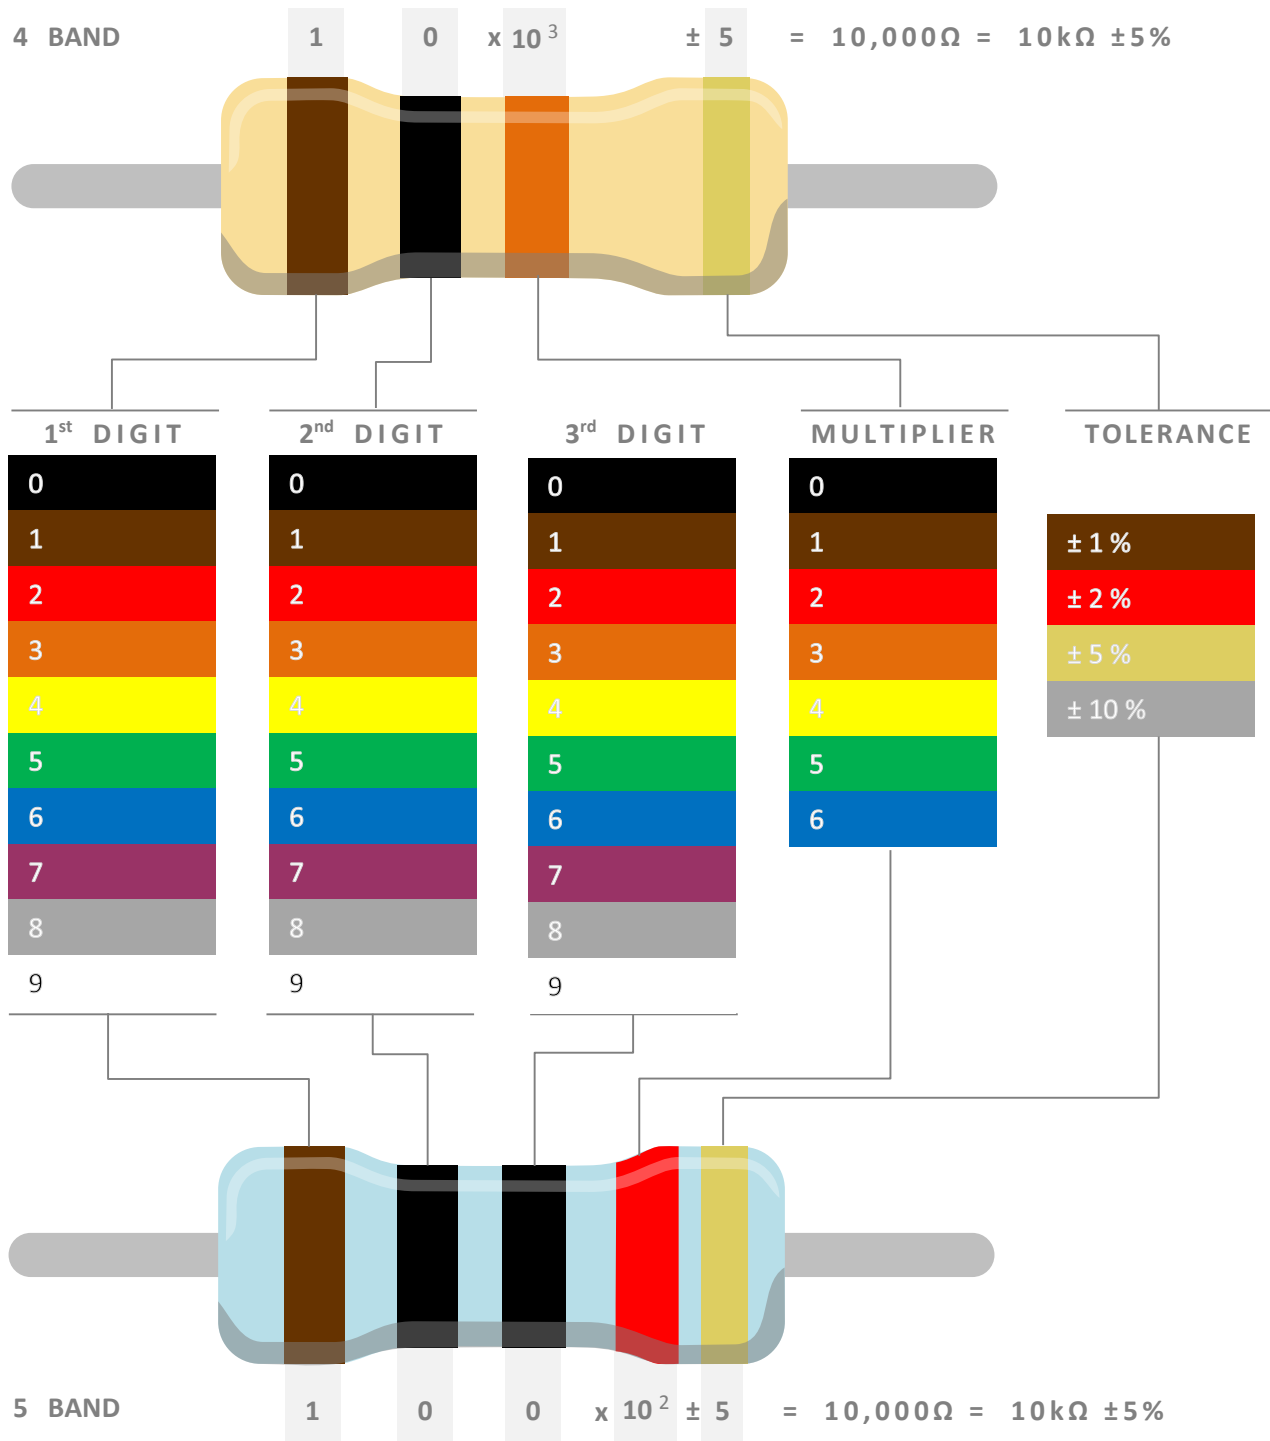 4 BAND 1 0 x 10 3 ± 5 = 10,000Ω = 10kΩ ±5%
1st DIGIT 2nd DIGIT 3rd DIGIT MULTIPLIER TOLERANCE
0 0 0 0
1 1 1 1 ± 1 %
2 2 2 2 ± 2 %
3 3 3 3 ± 5 %
4 4 4 4 ± 10 %
5 5 5 5
6 6 6 6
7 7 7
8 8 8
9 9 9
5 BAND 1 0 0 x 10 2 ± 5 = 10,000Ω = 10kΩ ±5%